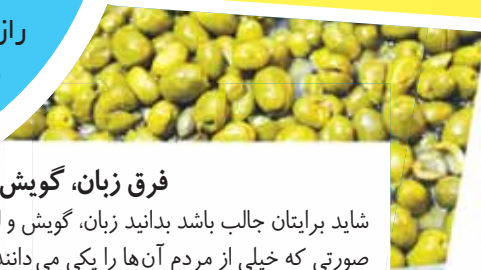 راز
فرق زبان، گویش
شاید برایتان جالب باشد بدانید زبان، گویش و
صورتی که خیلی از مردم آن‌ها را یکی می‌دانند